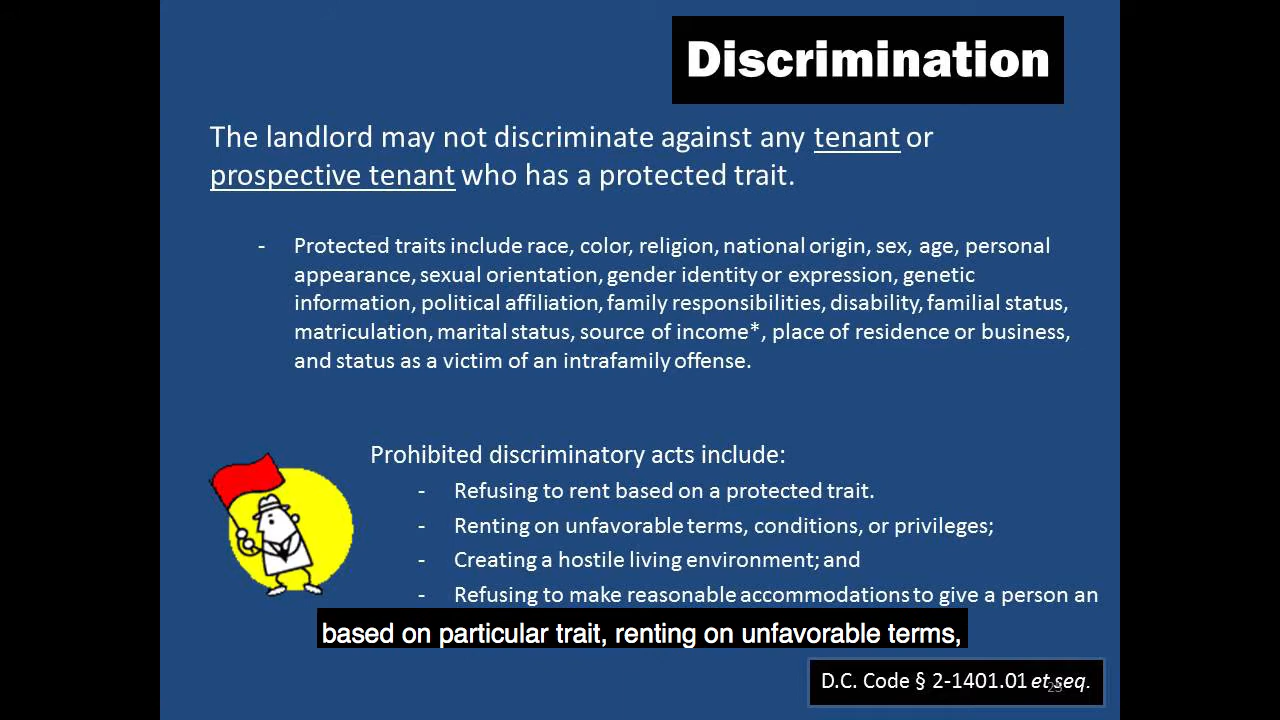 Discrimination
The landlord may not discriminate against any tenant or
prospective tenant who has a protected trait.
- Protected traits include race, color, religion, national origin, sex, age, personal
appearance, sexual orientation, gender identity or expression, genetic
information, political affiliation, family responsibilities, disability, familial status,
matriculation, marital status, source of income*, place of residence or business,
and status as a victim of an intrafamily offense.
Prohibited discriminatory acts include:
- Refusing to rent based on a protected trait.
- Renting on unfavorable terms, conditions, or privileges;
- Creating a hostile living environment; and
- Refusing to make reasonable accommodations to give a person an
based on particular trait, renting on unfavorable terms,
D.C. Code § 2-1401.01 et seq.